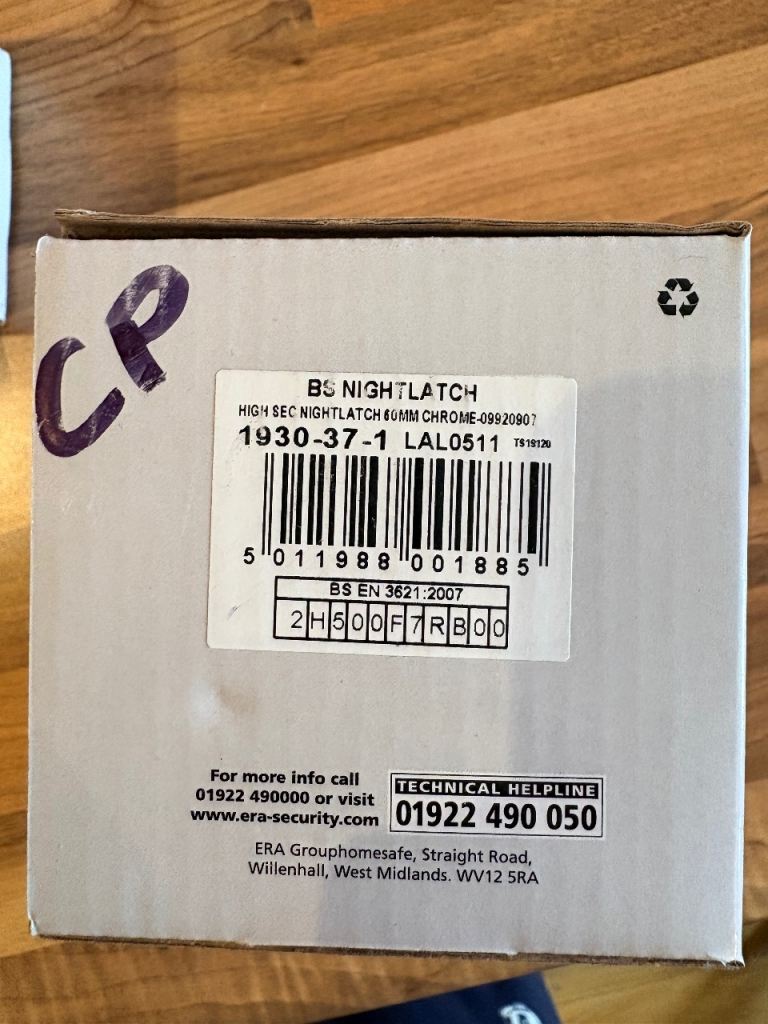 CP
BS NIGHTLATCH
HIGH SEC NIGHTLATCH 60MM CHROME-09920907
1930-37-1 LAL0511 TS19120
5 011988 001885
BS EN 3621:2007
2H500F7RB00
For more info call
01922 490000 or visit
www.era-security.com
TECHNICAL HELPLINE
01922 490 050
ERA Grouphomesafe, Straight Road,
Willenhall, West Midlands. WV12 5RA